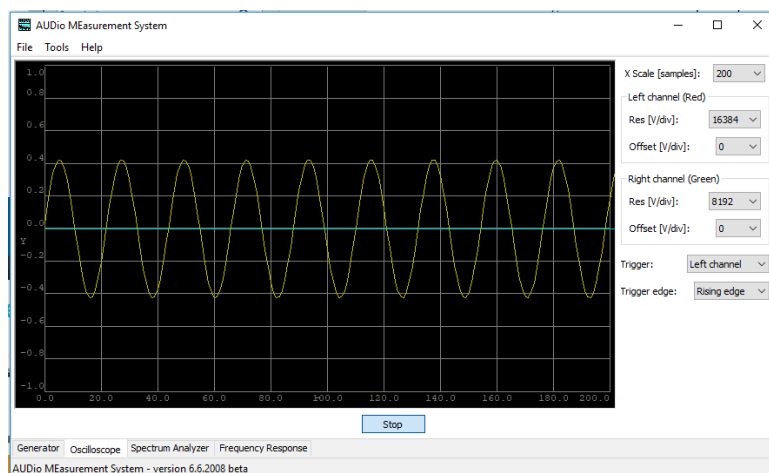 AUDio MEasurement System
File Tools Help
X Scale [samples]: 200
Left channel (Red)
Res [V/div]: 16384
Offset [V/div]: 0
Right channel (Green)
Res [V/div]: 8192
Offset [V/div]: 0
Trigger: Left channel
Trigger edge: Rising edge
1.0
0.8
0.6
0.4
0.2
0.0
Y
-0.2
-0.4
-0.6
-0.8
-1.0
0.0 20.0 40.0 60.0 80.0 100.0 120.0 140.0 160.0 180.0 200.0
Stop
Generator Oscilloscope Spectrum Analyzer Frequency Response
AUDio MEasurement System - version 6.6.2008 beta